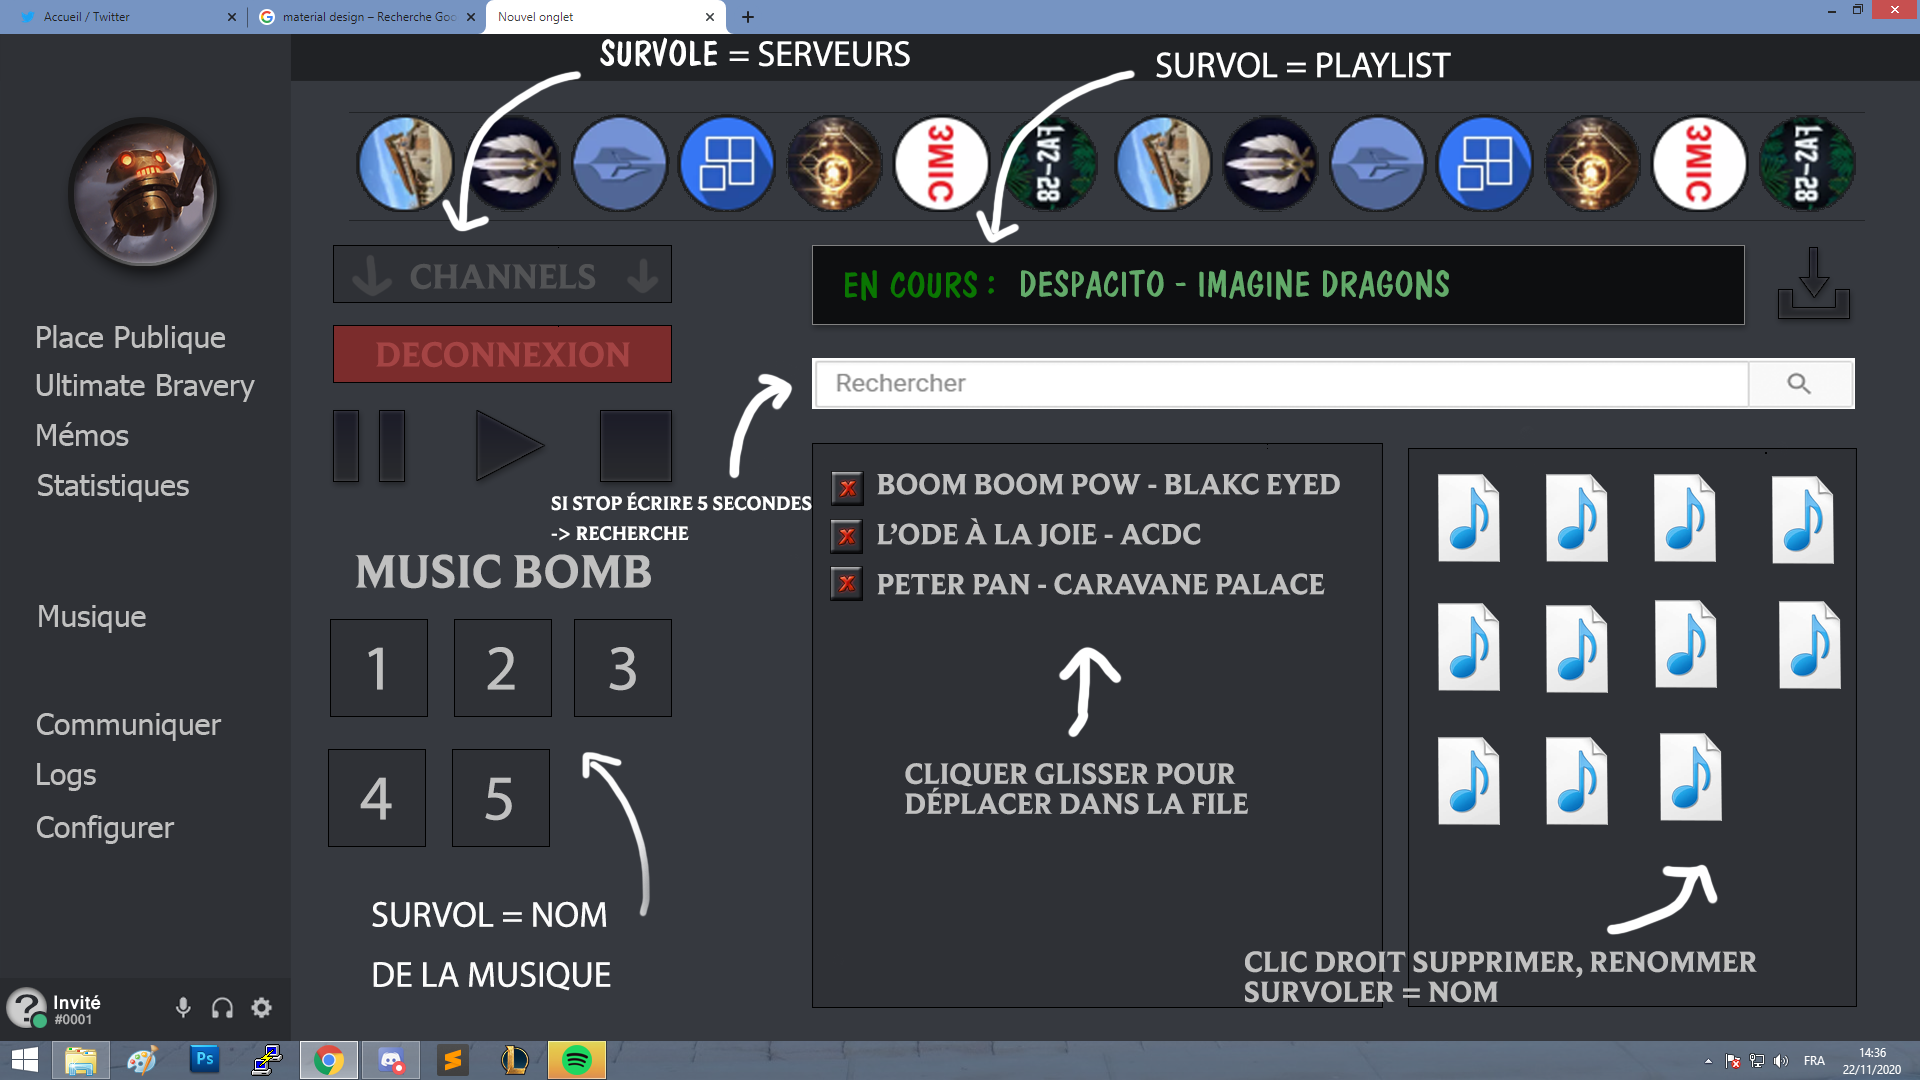 Accueil / Twitter
material design – Recherche Goo
Nouvel onglet
SURVOLE = SERVEURS
SURVOL = PLAYLIST
3MIC
3MIC
CHANNELS
EN COURS : DESPACITO - IMAGINE DRAGONS
DECONNEXION
Rechercher
Place Publique
Ultimate Bravery
Mémos
Statistiques
Musique
Communiquer
Logs
Configurer
SI STOP ÉCRIRE 5 SECONDES
-> RECHERCHE
MUSIC BOMB
1 2 3
4 5
SURVOL = NOM
DE LA MUSIQUE
X BOOM BOOM POW - BLAKC EYED
X L’ODE À LA JOIE - ACDC
X PETER PAN - CARAVANE PALACE
CLIQUER GLISSER POUR
DÉPLACER DANS LA FILE
CLIC DROIT SUPPRIMER, RENOMMER
SURVOLER = NOM
Invité
#0001
Ps
FRA
14:36
22/11/2020